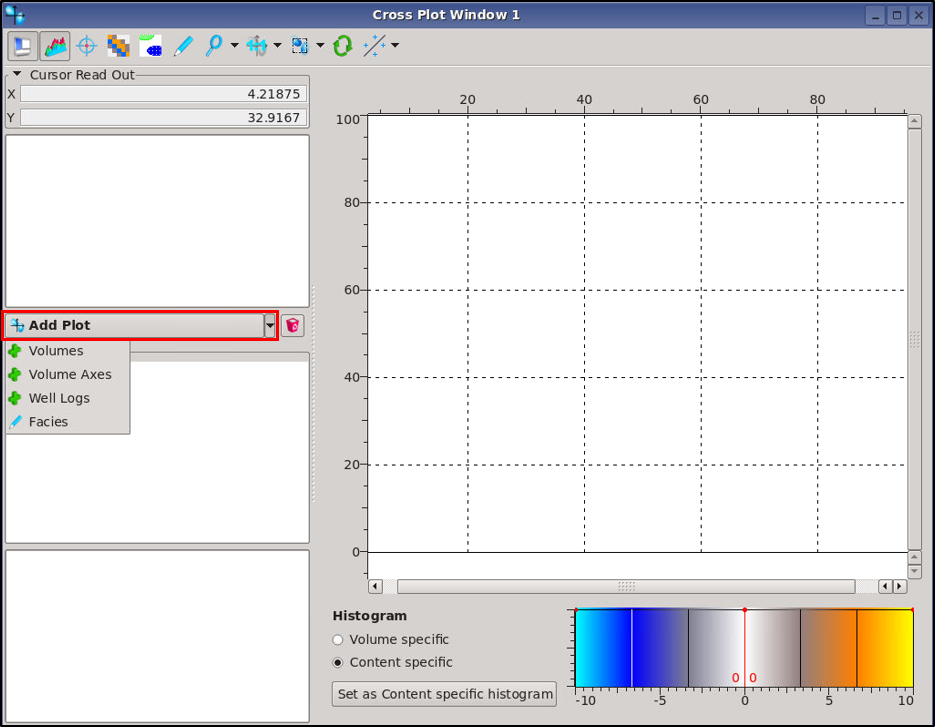 Cross Plot Window 1
Cursor Read Out
X 4.21875
Y 32.9167
Add Plot
Volumes
Volume Axes
Well Logs
Facies
20 40 60 80
100
80
60
40
20
0
Histogram
Volume specific
Content specific
Set as Content specific histogram
0 0
-10 -5 0 5 10